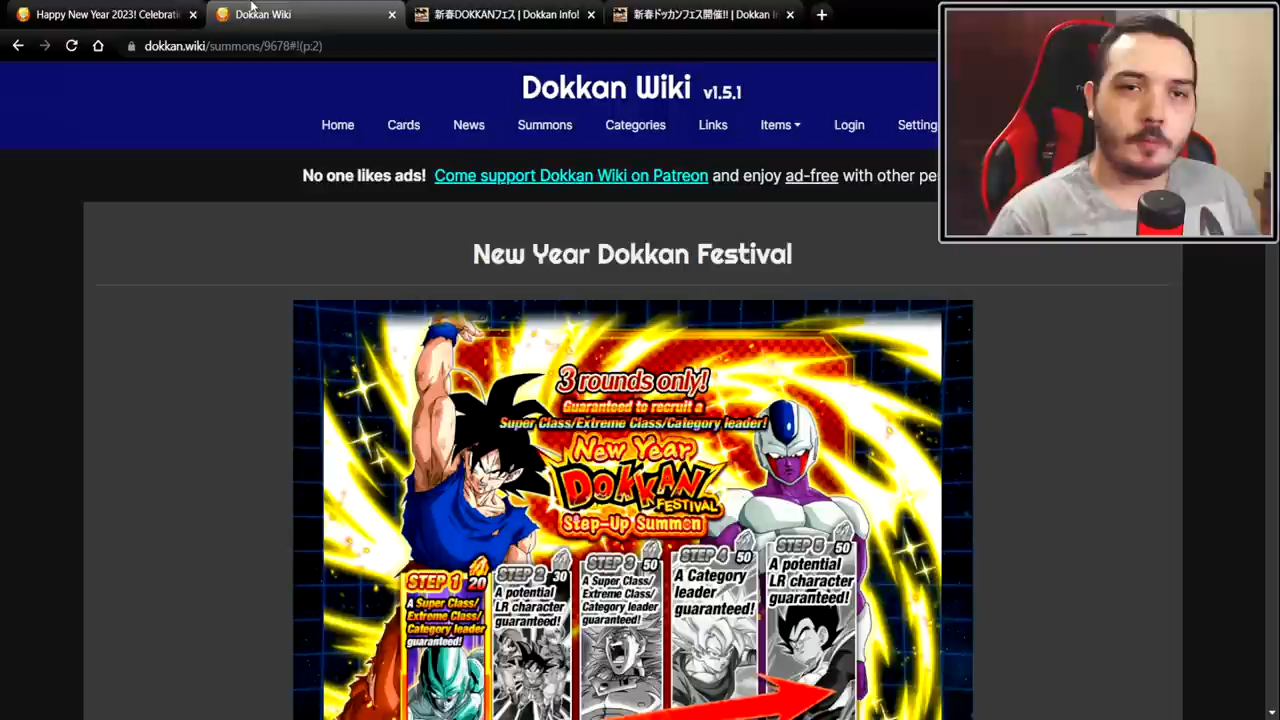 Happy New Year 2023! Celebrati
Dokkan Wiki
新春DOKKANフェス | Dokkan Info!
新春ドッカンフェス開催!! | Dokkan In
dokkan.wiki/summons/9678#!(p:2)
Dokkan Wiki v1.5.1
Home Cards News Summons Categories Links Items Login Setting
No one likes ads! Come support Dokkan Wiki on Patreon and enjoy ad-free with other pe
New Year Dokkan Festival
3 rounds only!
Guaranteed to recruit a
Super Class/Extreme Class/Category leader!
New Year
DOKKAN
FESTIVAL
Step-Up Summon
STEP 1 20
A Super Class/
Extreme Class/
Category leader
guaranteed!
STEP 2 30
A potential
LR character
guaranteed!
STEP 3 50
A Super Class/
Extreme Class/
Category leader
guaranteed!
STEP 4 50
A Category
leader
guaranteed!
STEP 5 50
A potential
LR character
guaranteed!